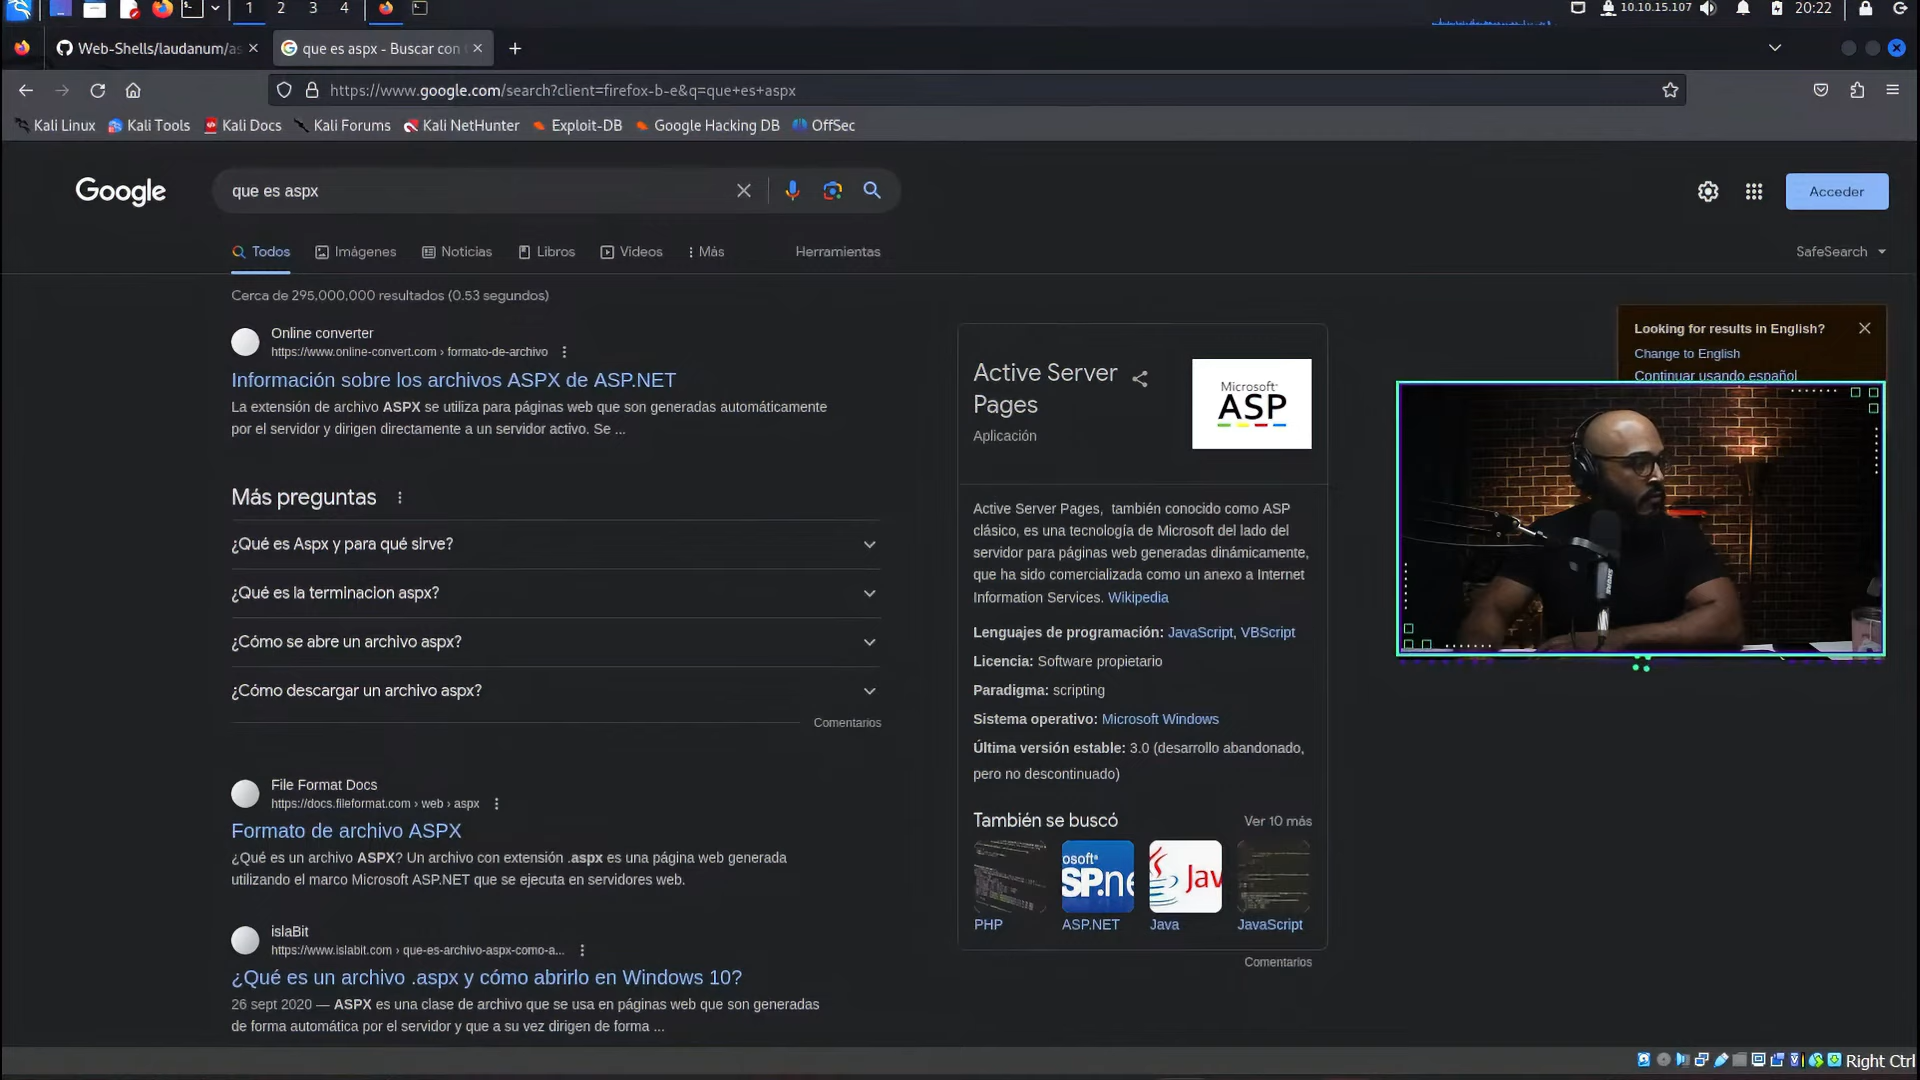 1 2 3 4
10.10.15.107
20:22
Web-Shells/laudanum/as
que es aspx - Buscar con
https://www.google.com/search?client=firefox-b-e&q=que+es+aspx
Kali Linux Kali Tools Kali Docs Kali Forums Kali NetHunter Exploit-DB Google Hacking DB OffSec
Google
que es aspx
Acceder
Todos Imágenes Noticias Libros Videos Más Herramientas
SafeSearch
Cerca de 295,000,000 resultados (0.53 segundos)
Online converter
https://www.online-convert.com › formato-de-archivo
Información sobre los archivos ASPX de ASP.NET
La extensión de archivo ASPX se utiliza para páginas web que son generadas automáticamente
por el servidor y dirigen directamente a un servidor activo. Se ...
Más preguntas
¿Qué es Aspx y para qué sirve?
¿Qué es la terminacion aspx?
¿Cómo se abre un archivo aspx?
¿Cómo descargar un archivo aspx?
Comentarios
File Format Docs
https://docs.fileformat.com › web › aspx
Formato de archivo ASPX
¿Qué es un archivo ASPX? Un archivo con extensión .aspx es una página web generada
utilizando el marco Microsoft ASP.NET que se ejecuta en servidores web.
islaBit
https://www.islabit.com › que-es-archivo-aspx-como-a...
¿Qué es un archivo .aspx y cómo abrirlo en Windows 10?
26 sept 2020 — ASPX es una clase de archivo que se usa en páginas web que son generadas
de forma automática por el servidor y que a su vez dirigen de forma ...
Active Server
Pages
Aplicación
Microsoft
ASP
Active Server Pages, también conocido como ASP
clásico, es una tecnología de Microsoft del lado del
servidor para páginas web generadas dinámicamente,
que ha sido comercializada como un anexo a Internet
Information Services. Wikipedia
Lenguajes de programación: JavaScript, VBScript
Licencia: Software propietario
Paradigma: scripting
Sistema operativo: Microsoft Windows
Última versión estable: 3.0 (desarrollo abandonado,
pero no descontinuado)
También se buscó
Ver 10 más
osoft
SP.ne
Jav
PHP ASP.NET Java JavaScript
Comentarios
Looking for results in English?
Change to English
Continuar usando español
Right Ctrl